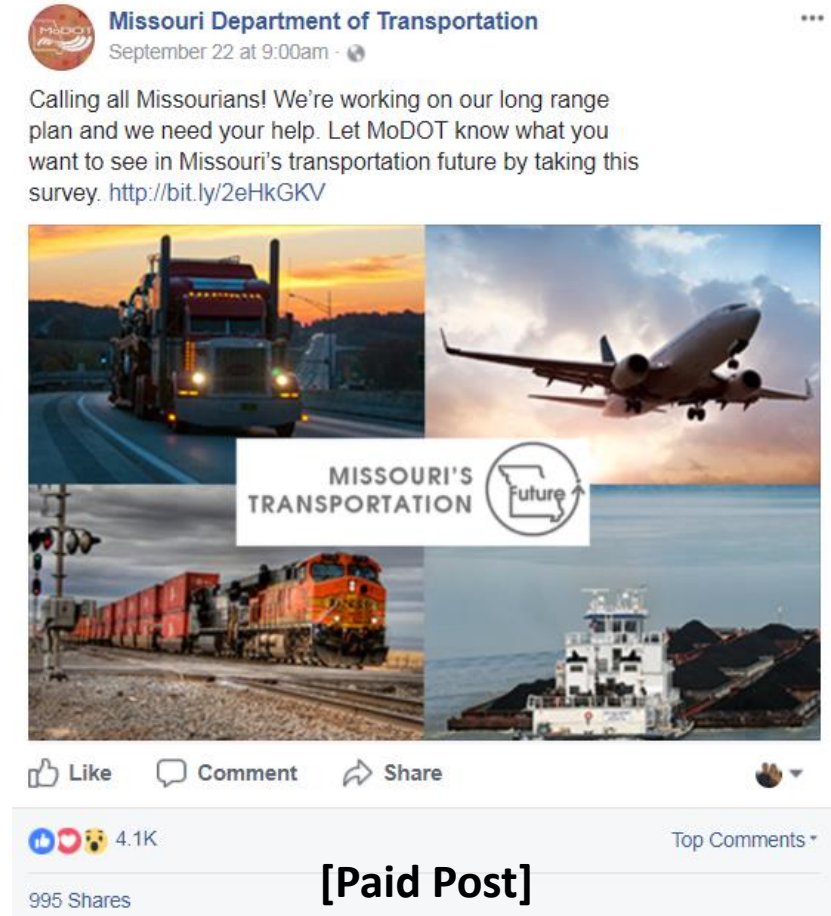 MoDOT
Missouri Department of Transportation
September 22 at 9:00am ·
Calling all Missourians! We're working on our long range
plan and we need your help. Let MoDOT know what you
want to see in Missouri's transportation future by taking this
survey. http://bit.ly/2eHkGKV
MISSOURI'S
TRANSPORTATION
Future
Like Comment Share
4.1K Top Comments
995 Shares
[Paid Post]